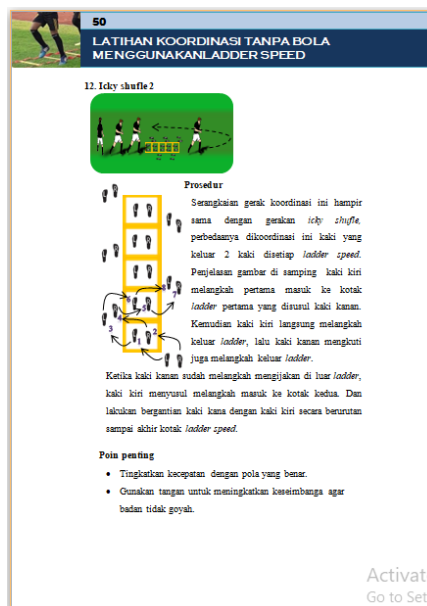 50
LATIHAN KOORDINASI TANPA BOLA
MENGGUNAKANLADDER SPEED
12. Icky shufle 2
Prosedur
Serangkaian gerak koordinasi ini hampir
sama dengan gerakan icky shufle,
perbedaanya dikoordinasi ini kaki yang
keluar 2 kaki disetiap ladder speed.
Penjelasan gambar di samping kaki kiri
melangkah pertama masuk ke kotak
ladder pertama yang disusul kaki kanan.
Kemudian kaki kiri langsung melangkah
keluar ladder, lalu kaki kanan mengkuti
juga melangkah keluar ladder.
8
7
6
5
4
3
2
1
Ketika kaki kanan sudah melangkah mengijakan di luar ladder,
kaki kiri menyusul melangkah masuk ke kotak kedua. Dan
lakukan bergantian kaki kana dengan kaki kiri secara berurutan
sampai akhir kotak ladder speed.
Poin penting
• Tingkatkan kecepatan dengan pola yang benar.
• Gunakan tangan untuk meningkatkan keseimbanga agar
badan tidak goyah.
Activat
Go to Set